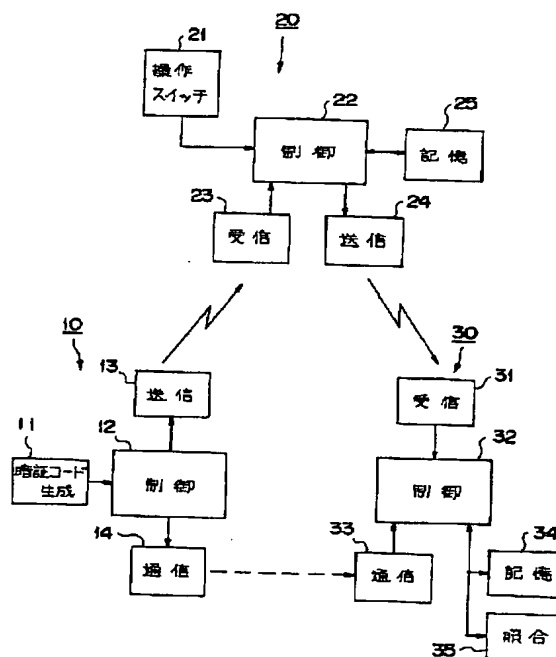 20
21
操作
スイッチ
22
制御
25
記憶
23
受信
24
送信
10
30
13
送信
31
受信
11
暗証コード
生成
12
制御
32
制御
14
通信
33
通信
34
記憶
35
照合